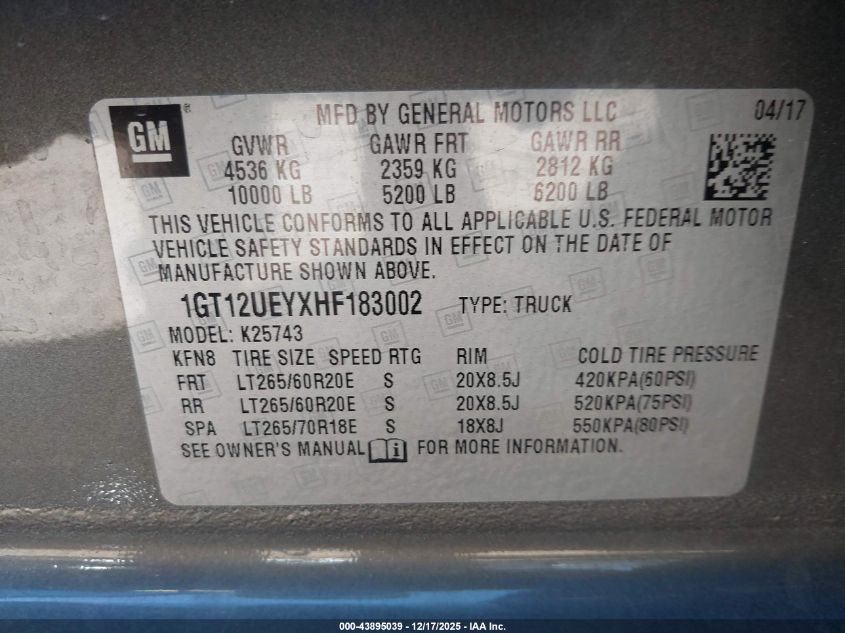 GM
®
MFD BY GENERAL MOTORS LLC 04/17
GVWR GAWR FRT GAWR RR
4536 KG 2359 KG 2812 KG
10000 LB 5200 LB 6200 LB
THIS VEHICLE CONFORMS TO ALL APPLICABLE U.S. FEDERAL MOTOR
VEHICLE SAFETY STANDARDS IN EFFECT ON THE DATE OF
MANUFACTURE SHOWN ABOVE.
1GT12UEYXHF183002 TYPE: TRUCK
MODEL: K25743
KFN8 TIRE SIZE SPEED RTG RIM COLD TIRE PRESSURE
FRT LT265/60R20E S 20X8.5J 420KPA(60PSI)
RR LT265/60R20E S 20X8.5J 520KPA(75PSI)
SPA LT265/70R18E S 18X8J 550KPA(80PSI)
SEE OWNER'S MANUAL i FOR MORE INFORMATION.
000-43895039 - 12/17/2025 - IAA Inc.